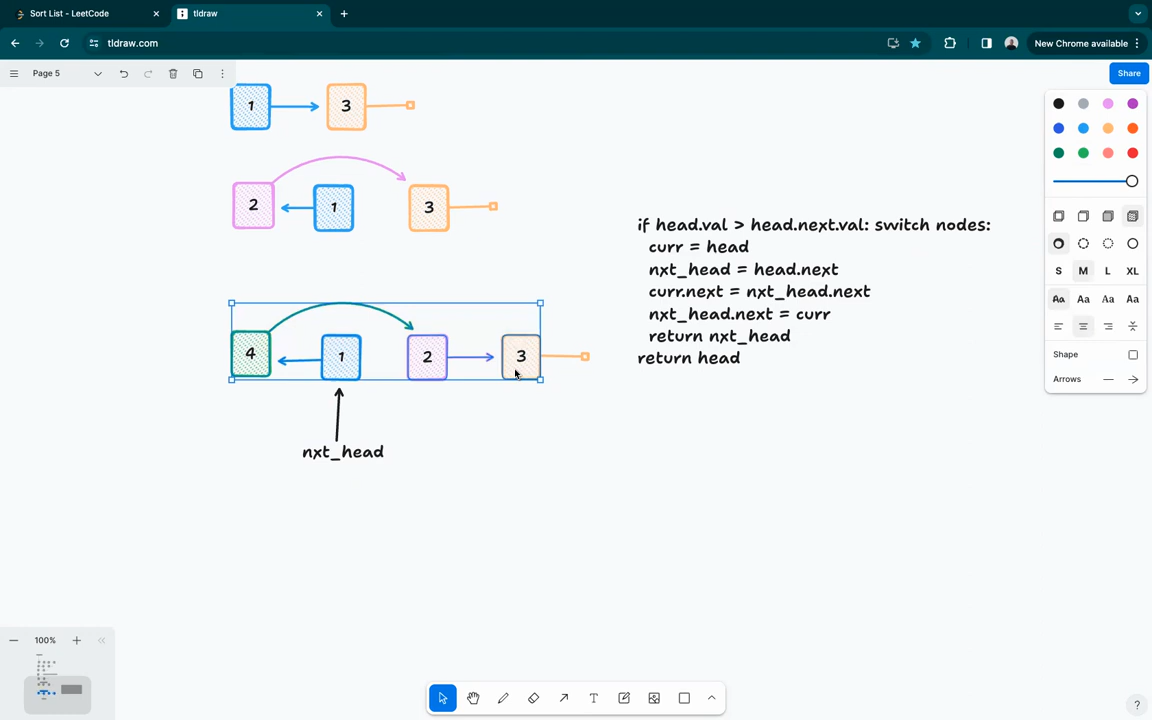 Sort List - LeetCode
tldraw
tldraw.com
New Chrome available
Page 5
Share
1
3
2
1
3
if head.val > head.next.val: switch nodes:
curr = head
nxt_head = head.next
curr.next = nxt_head.next
nxt_head.next = curr
return nxt_head
return head
4
1
2
3
nxt_head
S M L XL
Aa Aa Aa Aa
Shape
Arrows
100%
?